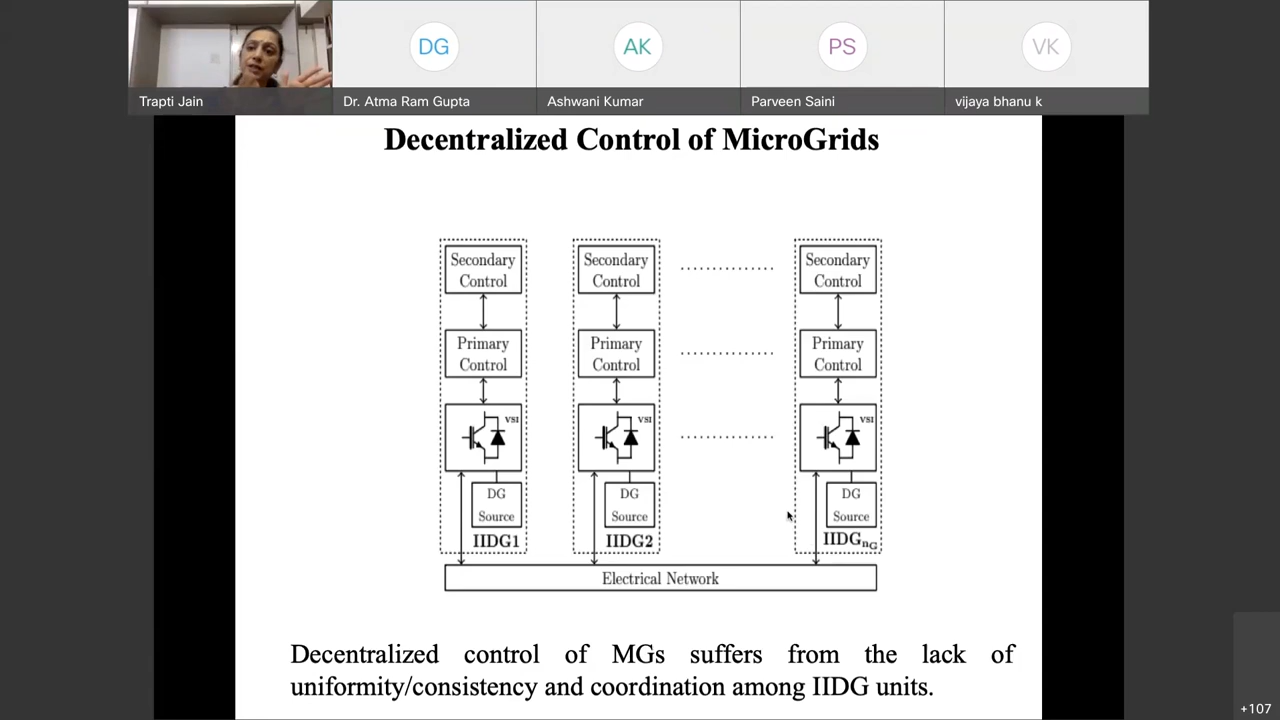 DG
AK
PS
VK
Trapti Jain
Dr. Atma Ram Gupta
Ashwani Kumar
Parveen Saini
vijaya bhanu k
Decentralized Control of MicroGrids
Secondary
Control
Secondary
Control
Secondary
Control
Primary
Control
Primary
Control
Primary
Control
VSI
VSI
VSI
DG
Source
DG
Source
DG
Source
IIDG1
IIDG2
IIDGnG
Electrical Network
Decentralized control of MGs suffers from the lack of
uniformity/consistency and coordination among IIDG units.
+107